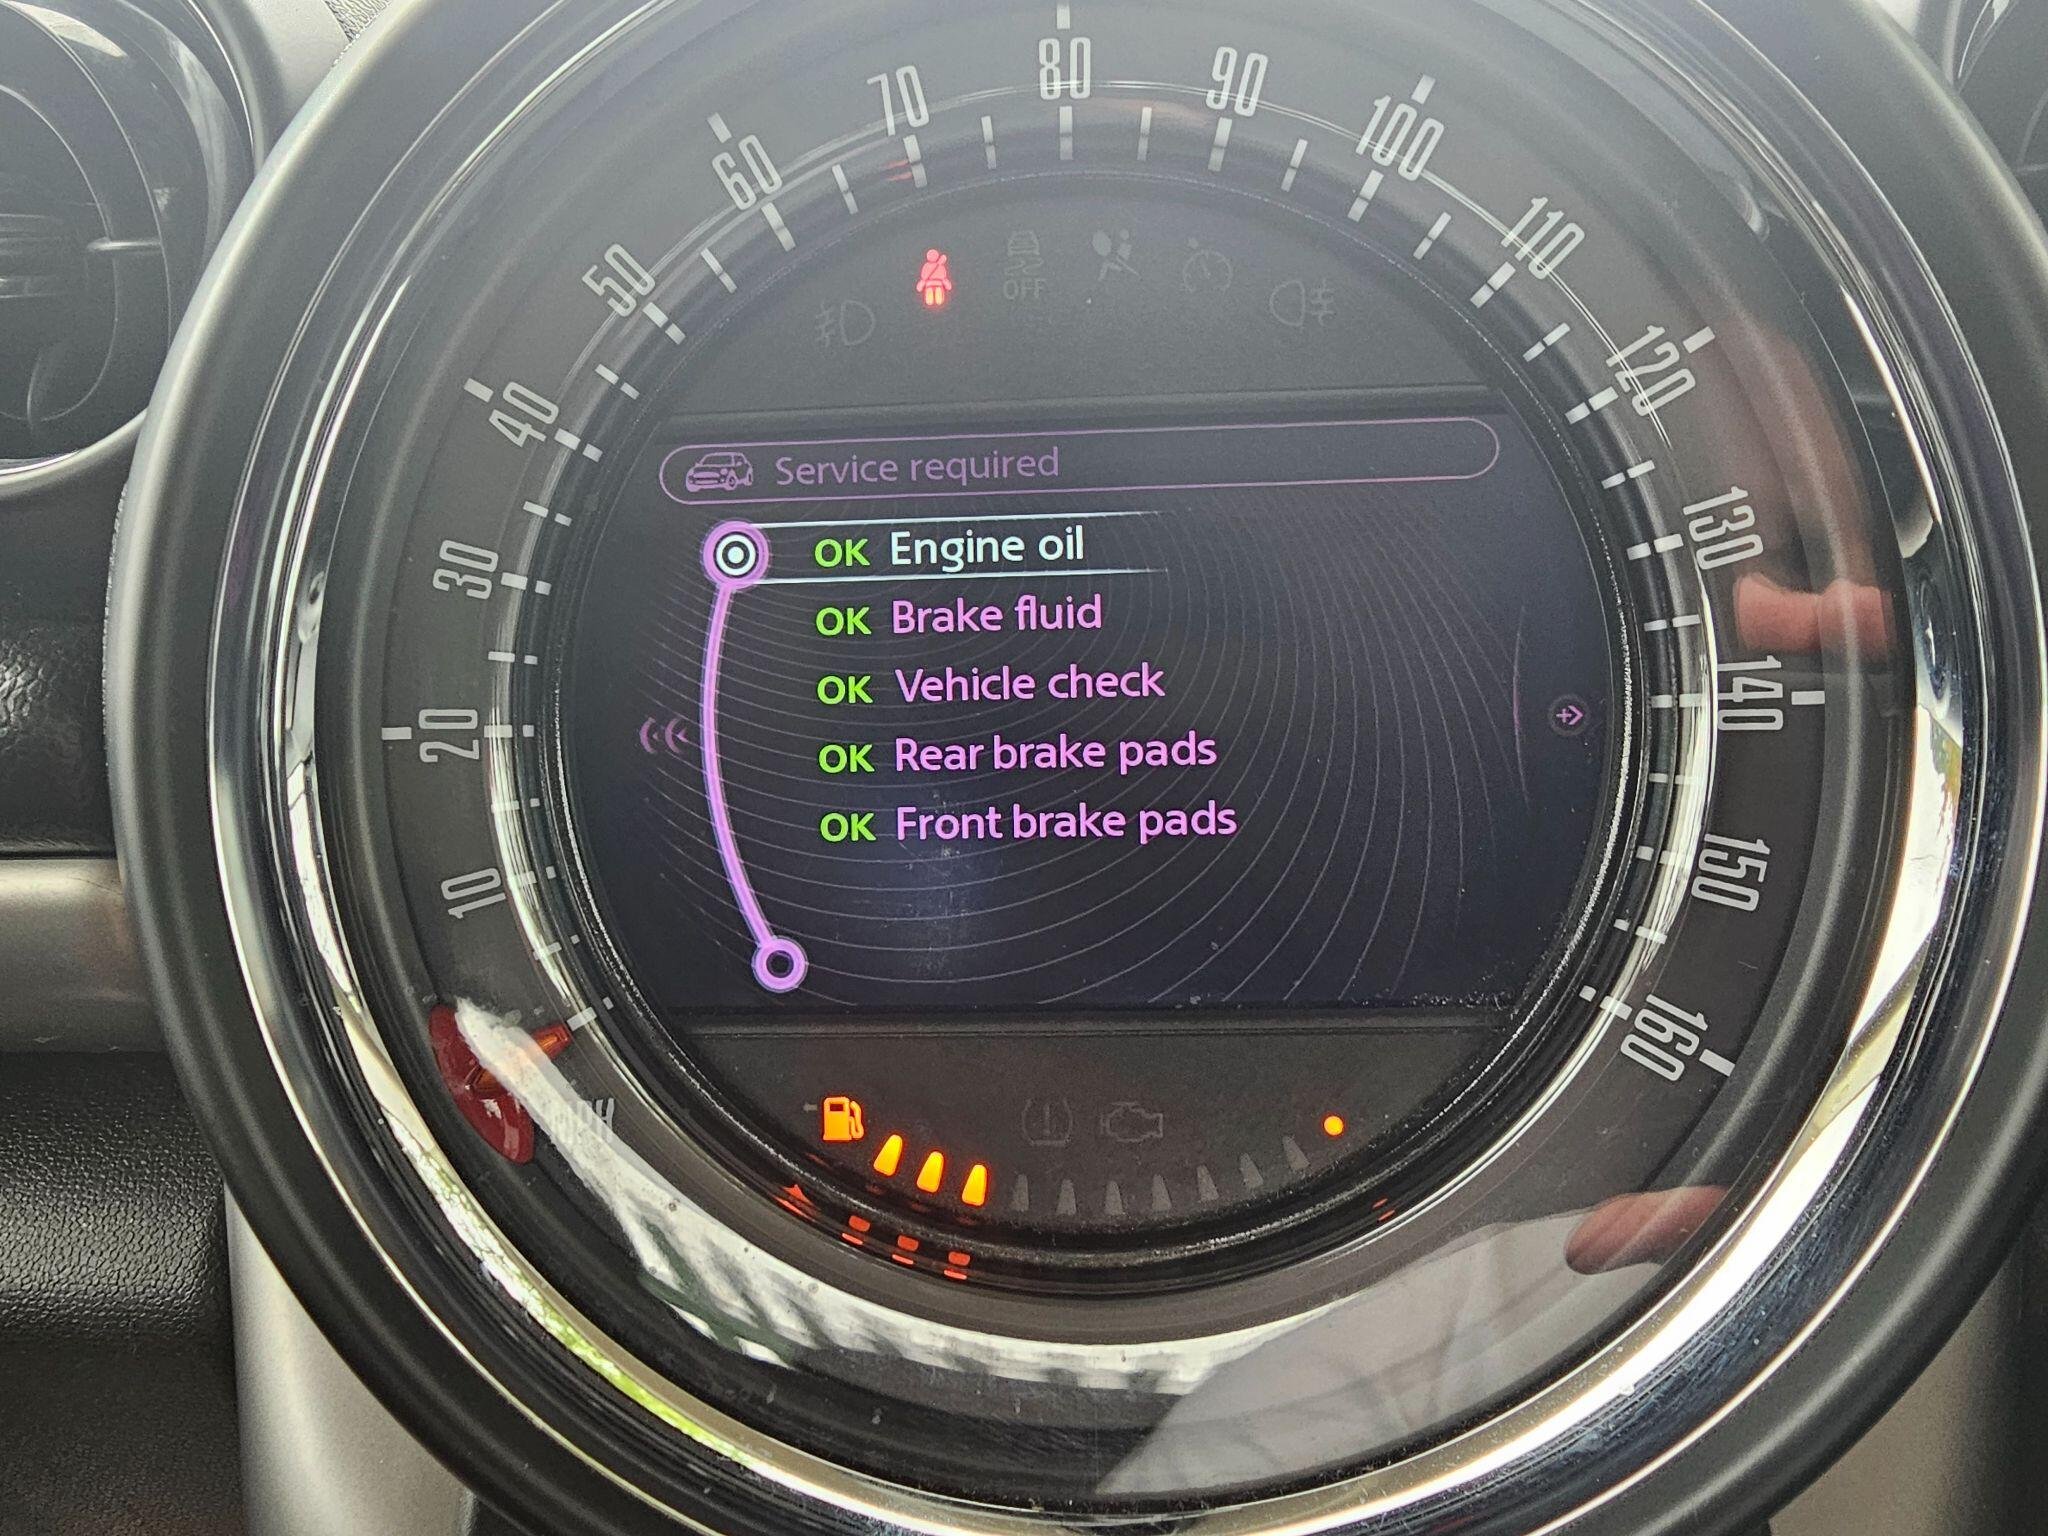 80
70
90
60
100
50
110
40
120
30
130
20
140
10
150
160
MPH
OFF
Service required
OK Engine oil
OK Brake fluid
OK Vehicle check
OK Rear brake pads
OK Front brake pads